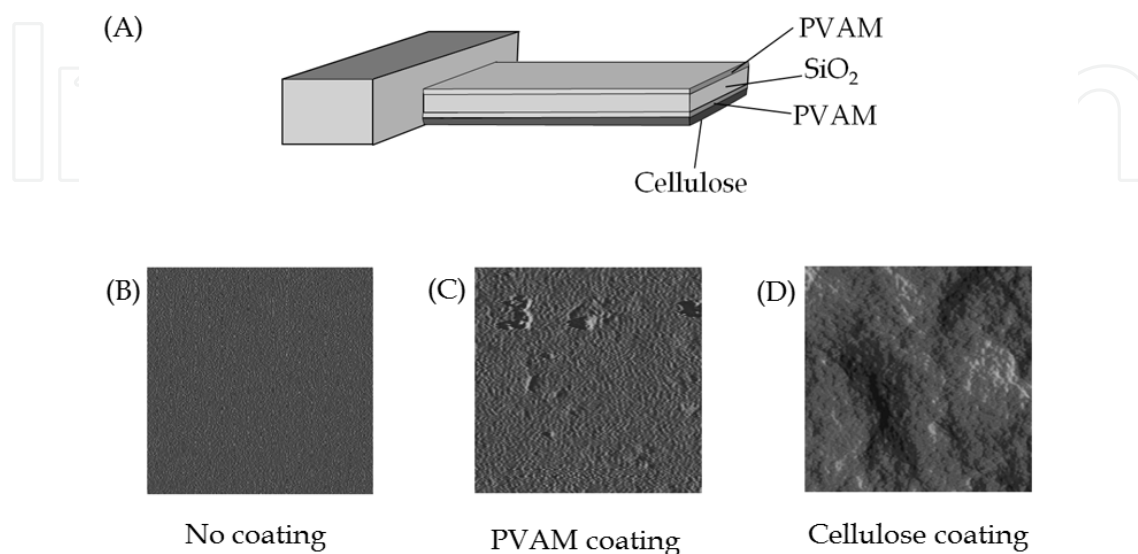 (A)
PVAM
SiO₂
PVAM
Cellulose
(B)
(C)
(D)
No coating
PVAM coating
Cellulose coating